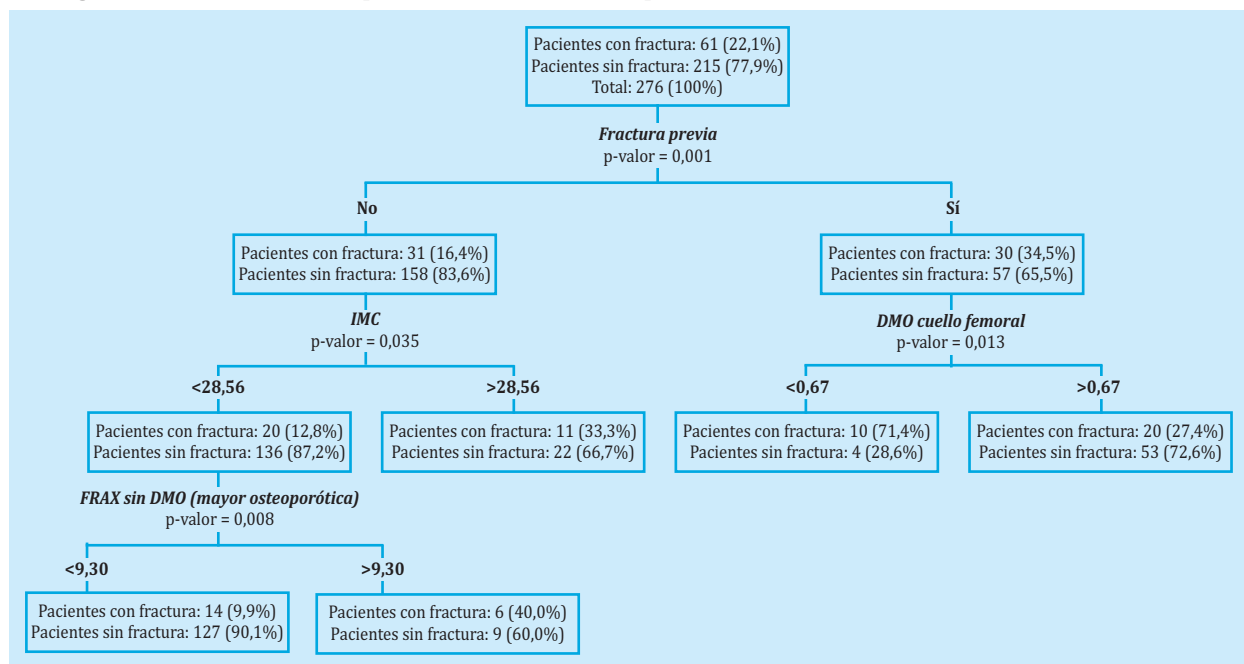 Pacientes con fractura: 61 (22,1%)
Pacientes sin fractura: 215 (77,9%)
Total: 276 (100%)
Fractura previa
p-valor = 0,001
No
Sí
Pacientes con fractura: 31 (16,4%)
Pacientes sin fractura: 158 (83,6%)
Pacientes con fractura: 30 (34,5%)
Pacientes sin fractura: 57 (65,5%)
IMC
p-valor = 0,035
DMO cuello femoral
p-valor = 0,013
<28,56
>28,56
<0,67
>0,67
Pacientes con fractura: 20 (12,8%)
Pacientes sin fractura: 136 (87,2%)
Pacientes con fractura: 11 (33,3%)
Pacientes sin fractura: 22 (66,7%)
Pacientes con fractura: 10 (71,4%)
Pacientes sin fractura: 4 (28,6%)
Pacientes con fractura: 20 (27,4%)
Pacientes sin fractura: 53 (72,6%)
FRAX sin DMO (mayor osteoporótica)
p-valor = 0,008
<9,30
>9,30
Pacientes con fractura: 14 (9,9%)
Pacientes sin fractura: 127 (90,1%)
Pacientes con fractura: 6 (40,0%)
Pacientes sin fractura: 9 (60,0%)